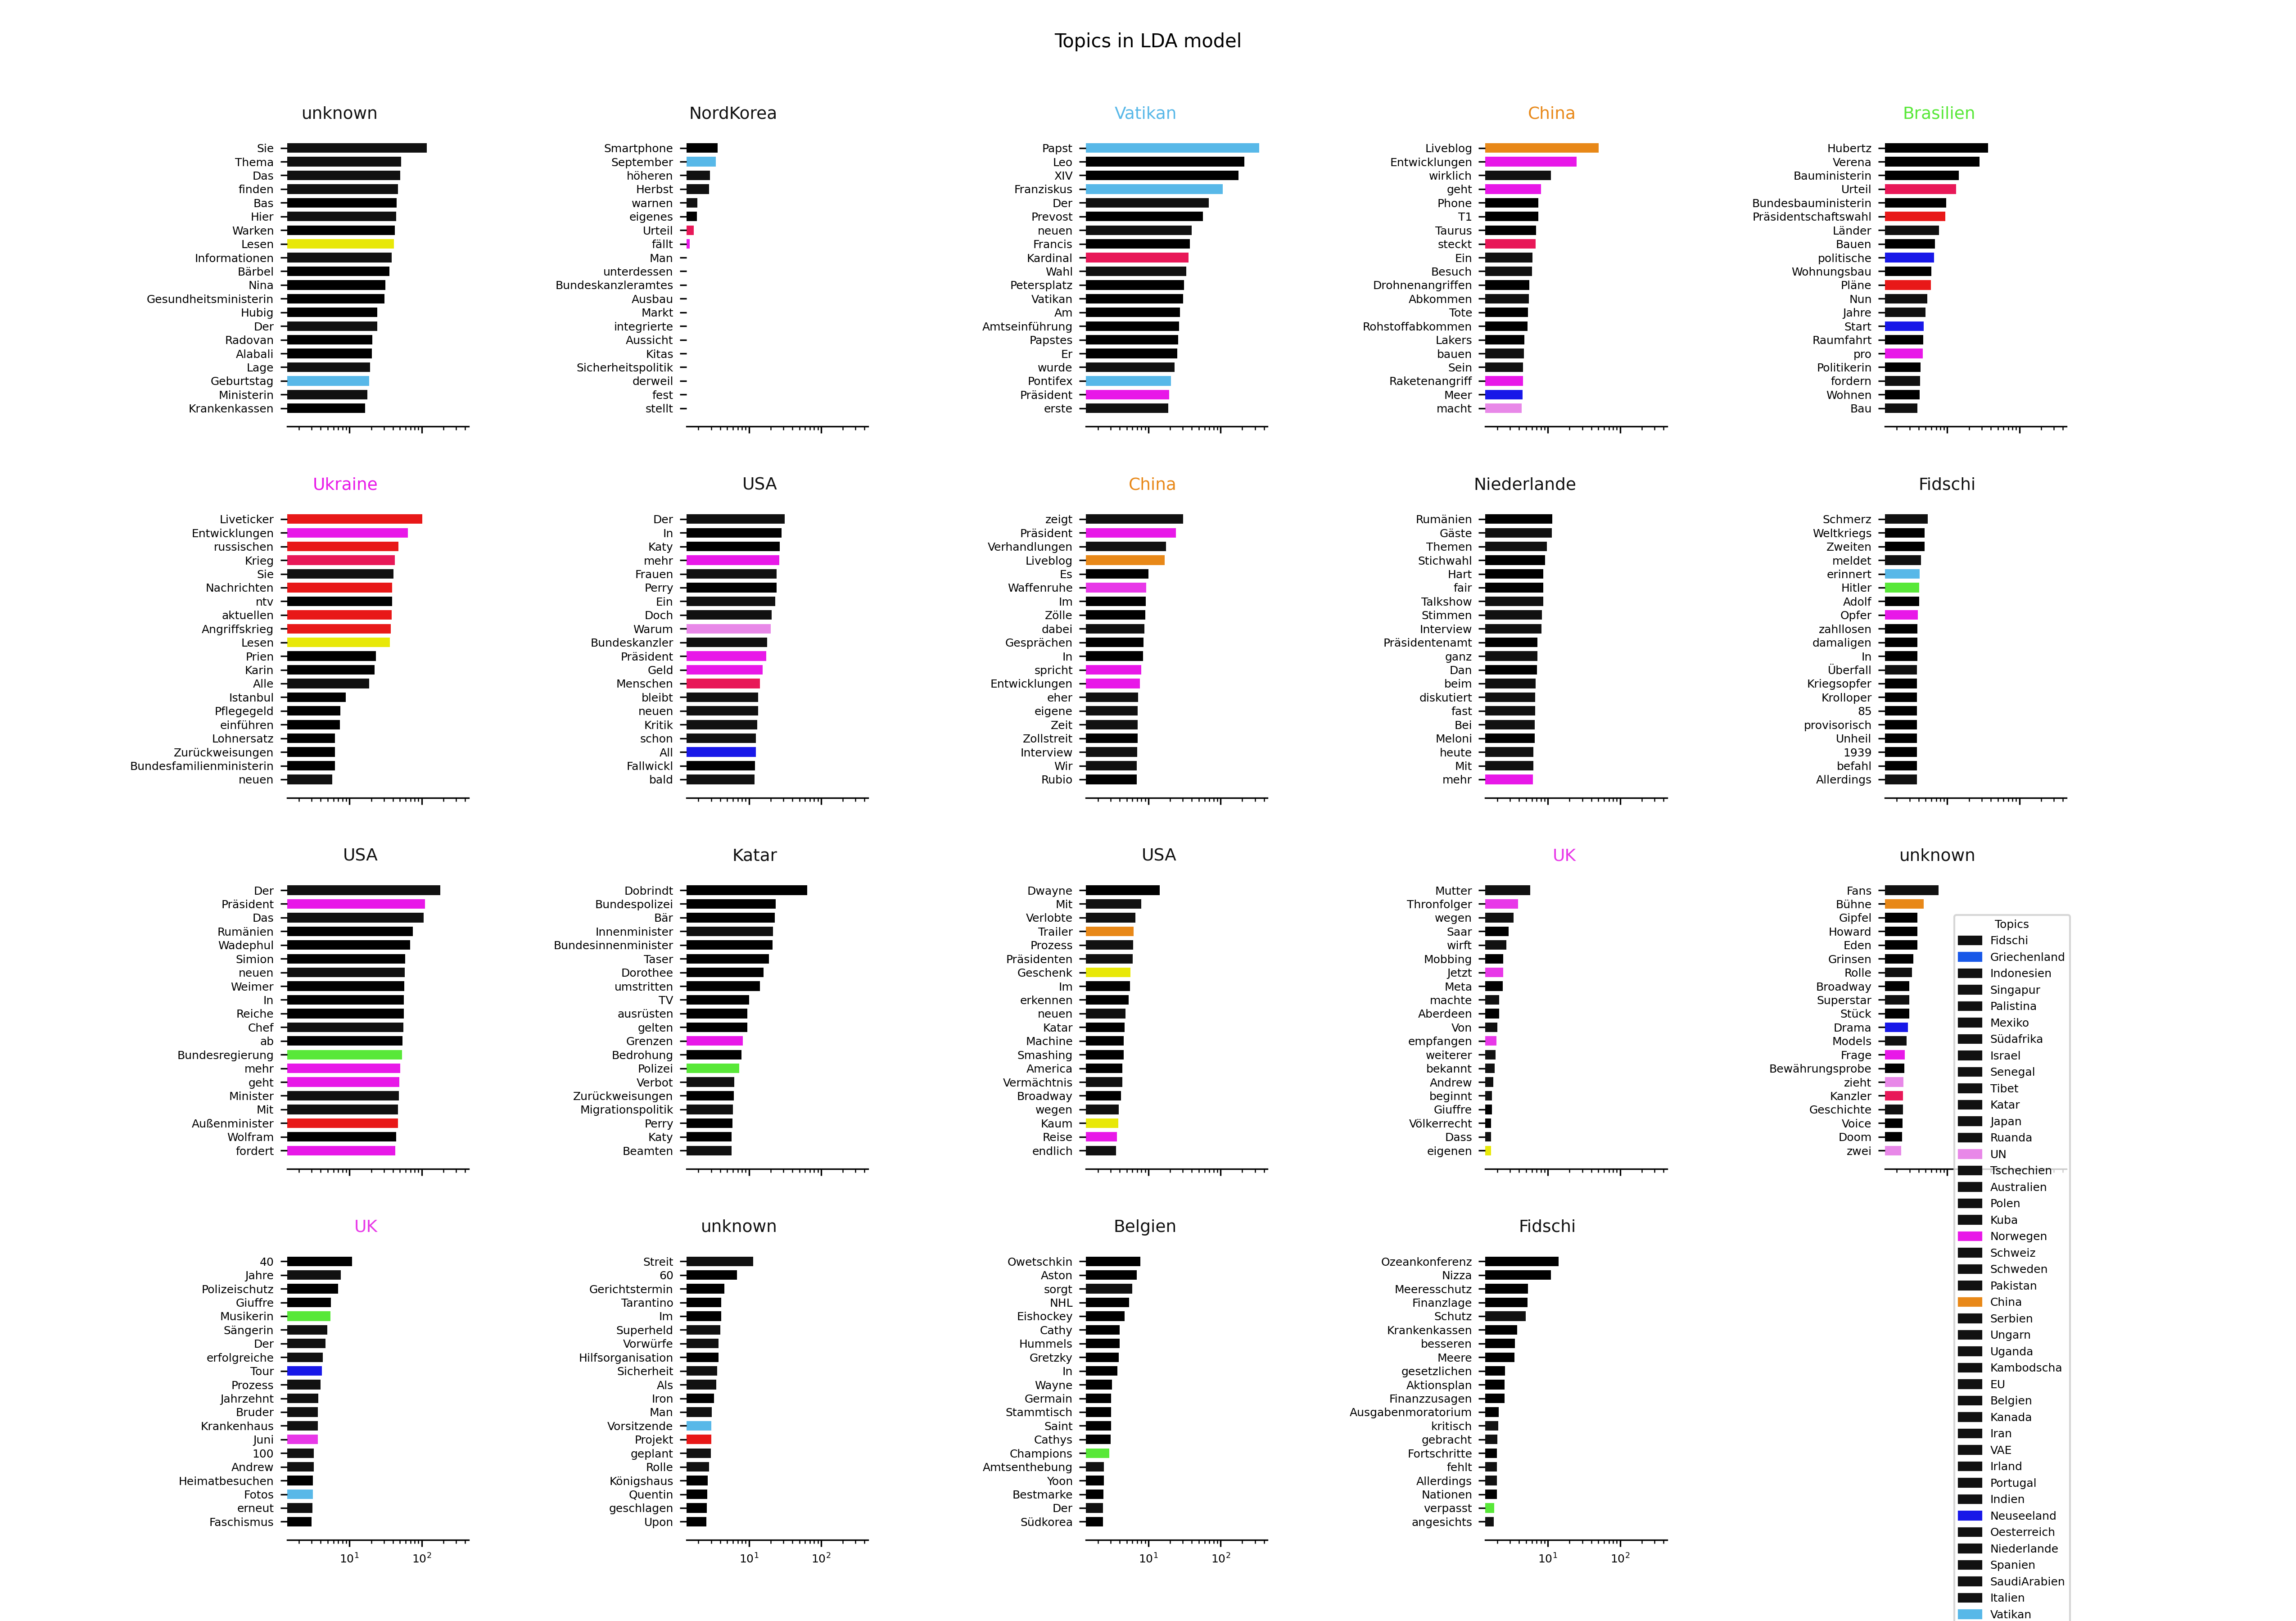 Topics in LDA model
unknown
Sie
Thema
Das
finden
Bas
Hier
Warken
Lesen
Informationen
Bärbel
Nina
Gesundheitsministerin
Hubig
Der
Radovan
Alabali
Lage
Geburtstag
Ministerin
Krankenkassen
NordKorea
Smartphone
September
höheren
Herbst
warnen
eigenes
Urteil
fällt
Man
unterdessen
Bundeskanzleramtes
Ausbau
Markt
integrierte
Aussicht
Kitas
Sicherheitspolitik
derweil
fest
stellt
Vatikan
Papst
Leo
XIV
Franziskus
Der
Prevost
neuen
Francis
Kardinal
Wahl
Petersplatz
Vatikan
Am
Amtseinführung
Papstes
Er
wurde
Pontifex
Präsident
erste
China
Liveblog
Entwicklungen
wirklich
geht
Phone
T1
Taurus
steckt
Ein
Besuch
Drohnenangriffen
Abkommen
Tote
Rohstoffabkommen
Lakers
bauen
Sein
Raketenangriff
Meer
macht
Brasilien
Hubertz
Verena
Bauministerin
Urteil
Bundesbauministerin
Präsidentschaftswahl
Länder
Bauen
politische
Wohnungsbau
Pläne
Nun
Jahre
Start
Raumfahrt
pro
Politikerin
fordern
Wohnen
Bau
Ukraine
Liveticker
Entwicklungen
russischen
Krieg
Sie
Nachrichten
ntv
aktuellen
Angriffskrieg
Lesen
Prien
Karin
Alle
Istanbul
Pflegegeld
einführen
Lohnersatz
Zurückweisungen
Bundesfamilienministerin
neuen
USA
Der
In
Katy
mehr
Frauen
Perry
Ein
Doch
Warum
Bundeskanzler
Präsident
Geld
Menschen
bleibt
neuen
Kritik
schon
All
Fallwickl
bald
China
zeigt
Präsident
Verhandlungen
Liveblog
Es
Waffenruhe
Im
Zölle
dabei
Gesprächen
In
spricht
Entwicklungen
eher
eigene
Zeit
Zollstreit
Interview
Wir
Rubio
Niederlande
Rumänien
Gäste
Themen
Stichwahl
Hart
fair
Talkshow
Stimmen
Interview
Präsidentenamt
ganz
Dan
beim
diskutiert
fast
Bei
Meloni
heute
Mit
mehr
Fidschi
Schmerz
Weltkriegs
Zweiten
meldet
erinnert
Hitler
Adolf
Opfer
zahllosen
damaligen
In
Überfall
Kriegsopfer
Krolloper
85
provisorisch
Unheil
1939
befahl
Allerdings
USA
Der
Präsident
Das
Rumänien
Wadephul
Simion
neuen
Weimer
In
Reiche
Chef
ab
Bundesregierung
mehr
geht
Minister
Mit
Außenminister
Wolfram
fordert
Katar
Dobrindt
Bundespolizei
Bär
Innenminister
Bundesinnenminister
Taser
Dorothee
umstritten
TV
ausrüsten
gelten
Grenzen
Bedrohung
Polizei
Verbot
Zurückweisungen
Migrationspolitik
Perry
Katy
Beamten
USA
Dwayne
Mit
Verlobte
Trailer
Prozess
Präsidenten
Geschenk
Im
erkennen
neuen
Katar
Machine
Smashing
America
Vermächtnis
Broadway
wegen
Kaum
Reise
endlich
UK
Mutter
Thronfolger
wegen
Saar
wirft
Mobbing
Jetzt
Meta
machte
Aberdeen
Von
empfangen
weiterer
bekannt
Andrew
beginnt
Giuffre
Völkerrecht
Dass
eigenen
unknown
Fans
Bühne
Gipfel
Howard
Eden
Grinsen
Rolle
Broadway
Superstar
Stück
Drama
Models
Frage
Bewährungsprobe
zieht
Kanzler
Geschichte
Voice
Doom
zwei
UK
40
Jahre
Polizeischutz
Giuffre
Musikerin
Sängerin
Der
erfolgreiche
Tour
Prozess
Jahrzehnt
Bruder
Krankenhaus
Juni
100
Andrew
Heimatbesuchen
Fotos
erneut
Faschismus
10¹ 10²
unknown
Streit
60
Gerichtstermin
Tarantino
Im
Superheld
Vorwürfe
Hilfsorganisation
Sicherheit
Als
Iron
Man
Vorsitzende
Projekt
geplant
Rolle
Königshaus
Quentin
geschlagen
Upon
10¹ 10²
Belgien
Owetschkin
Aston
sorgt
NHL
Eishockey
Cathy
Hummels
Gretzky
In
Wayne
Germain
Stammtisch
Saint
Cathys
Champions
Amtsenthebung
Yoon
Bestmarke
Der
Südkorea
10¹ 10²
Fidschi
Ozeankonferenz
Nizza
Meeresschutz
Finanzlage
Schutz
Krankenkassen
besseren
Meere
gesetzlichen
Aktionsplan
Finanzzusagen
Ausgabenmoratorium
kritisch
gebracht
Fortschritte
fehlt
Allerdings
Nationen
verpasst
angesichts
10¹ 10²
Topics
Fidschi
Griechenland
Indonesien
Singapur
Palistina
Mexiko
Südafrika
Israel
Senegal
Tibet
Katar
Japan
Ruanda
UN
Tschechien
Australien
Polen
Kuba
Norwegen
Schweiz
Schweden
Pakistan
China
Serbien
Ungarn
Uganda
Kambodscha
EU
Belgien
Kanada
Iran
VAE
Irland
Portugal
Indien
Neuseeland
Oesterreich
Niederlande
Spanien
SaudiArabien
Italien
Vatikan